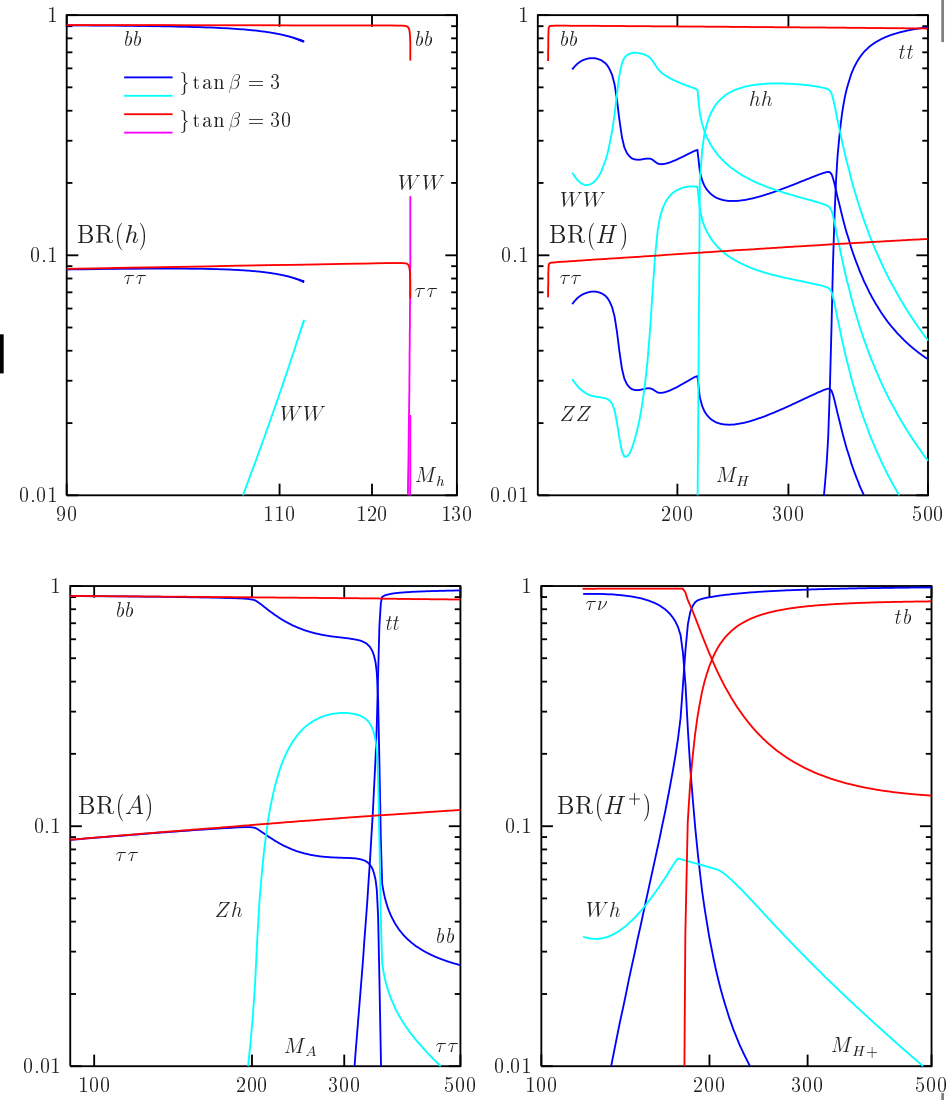 1
bb
bb
}tan β = 3
}tan β = 30
WW
BR(h)
0.1
ττ
ττ
WW
M_h
0.01
90
110
120
130
1
bb
tt
hh
WW
BR(H)
0.1
ττ
ZZ
M_H
0.01
200
300
500
1
bb
tt
BR(A)
0.1
ττ
Zh
bb
M_A
ττ
0.01
100
200
300
500
1
τν
tb
BR(H⁺)
0.1
Wh
M_{H+}
0.01
100
200
300
500